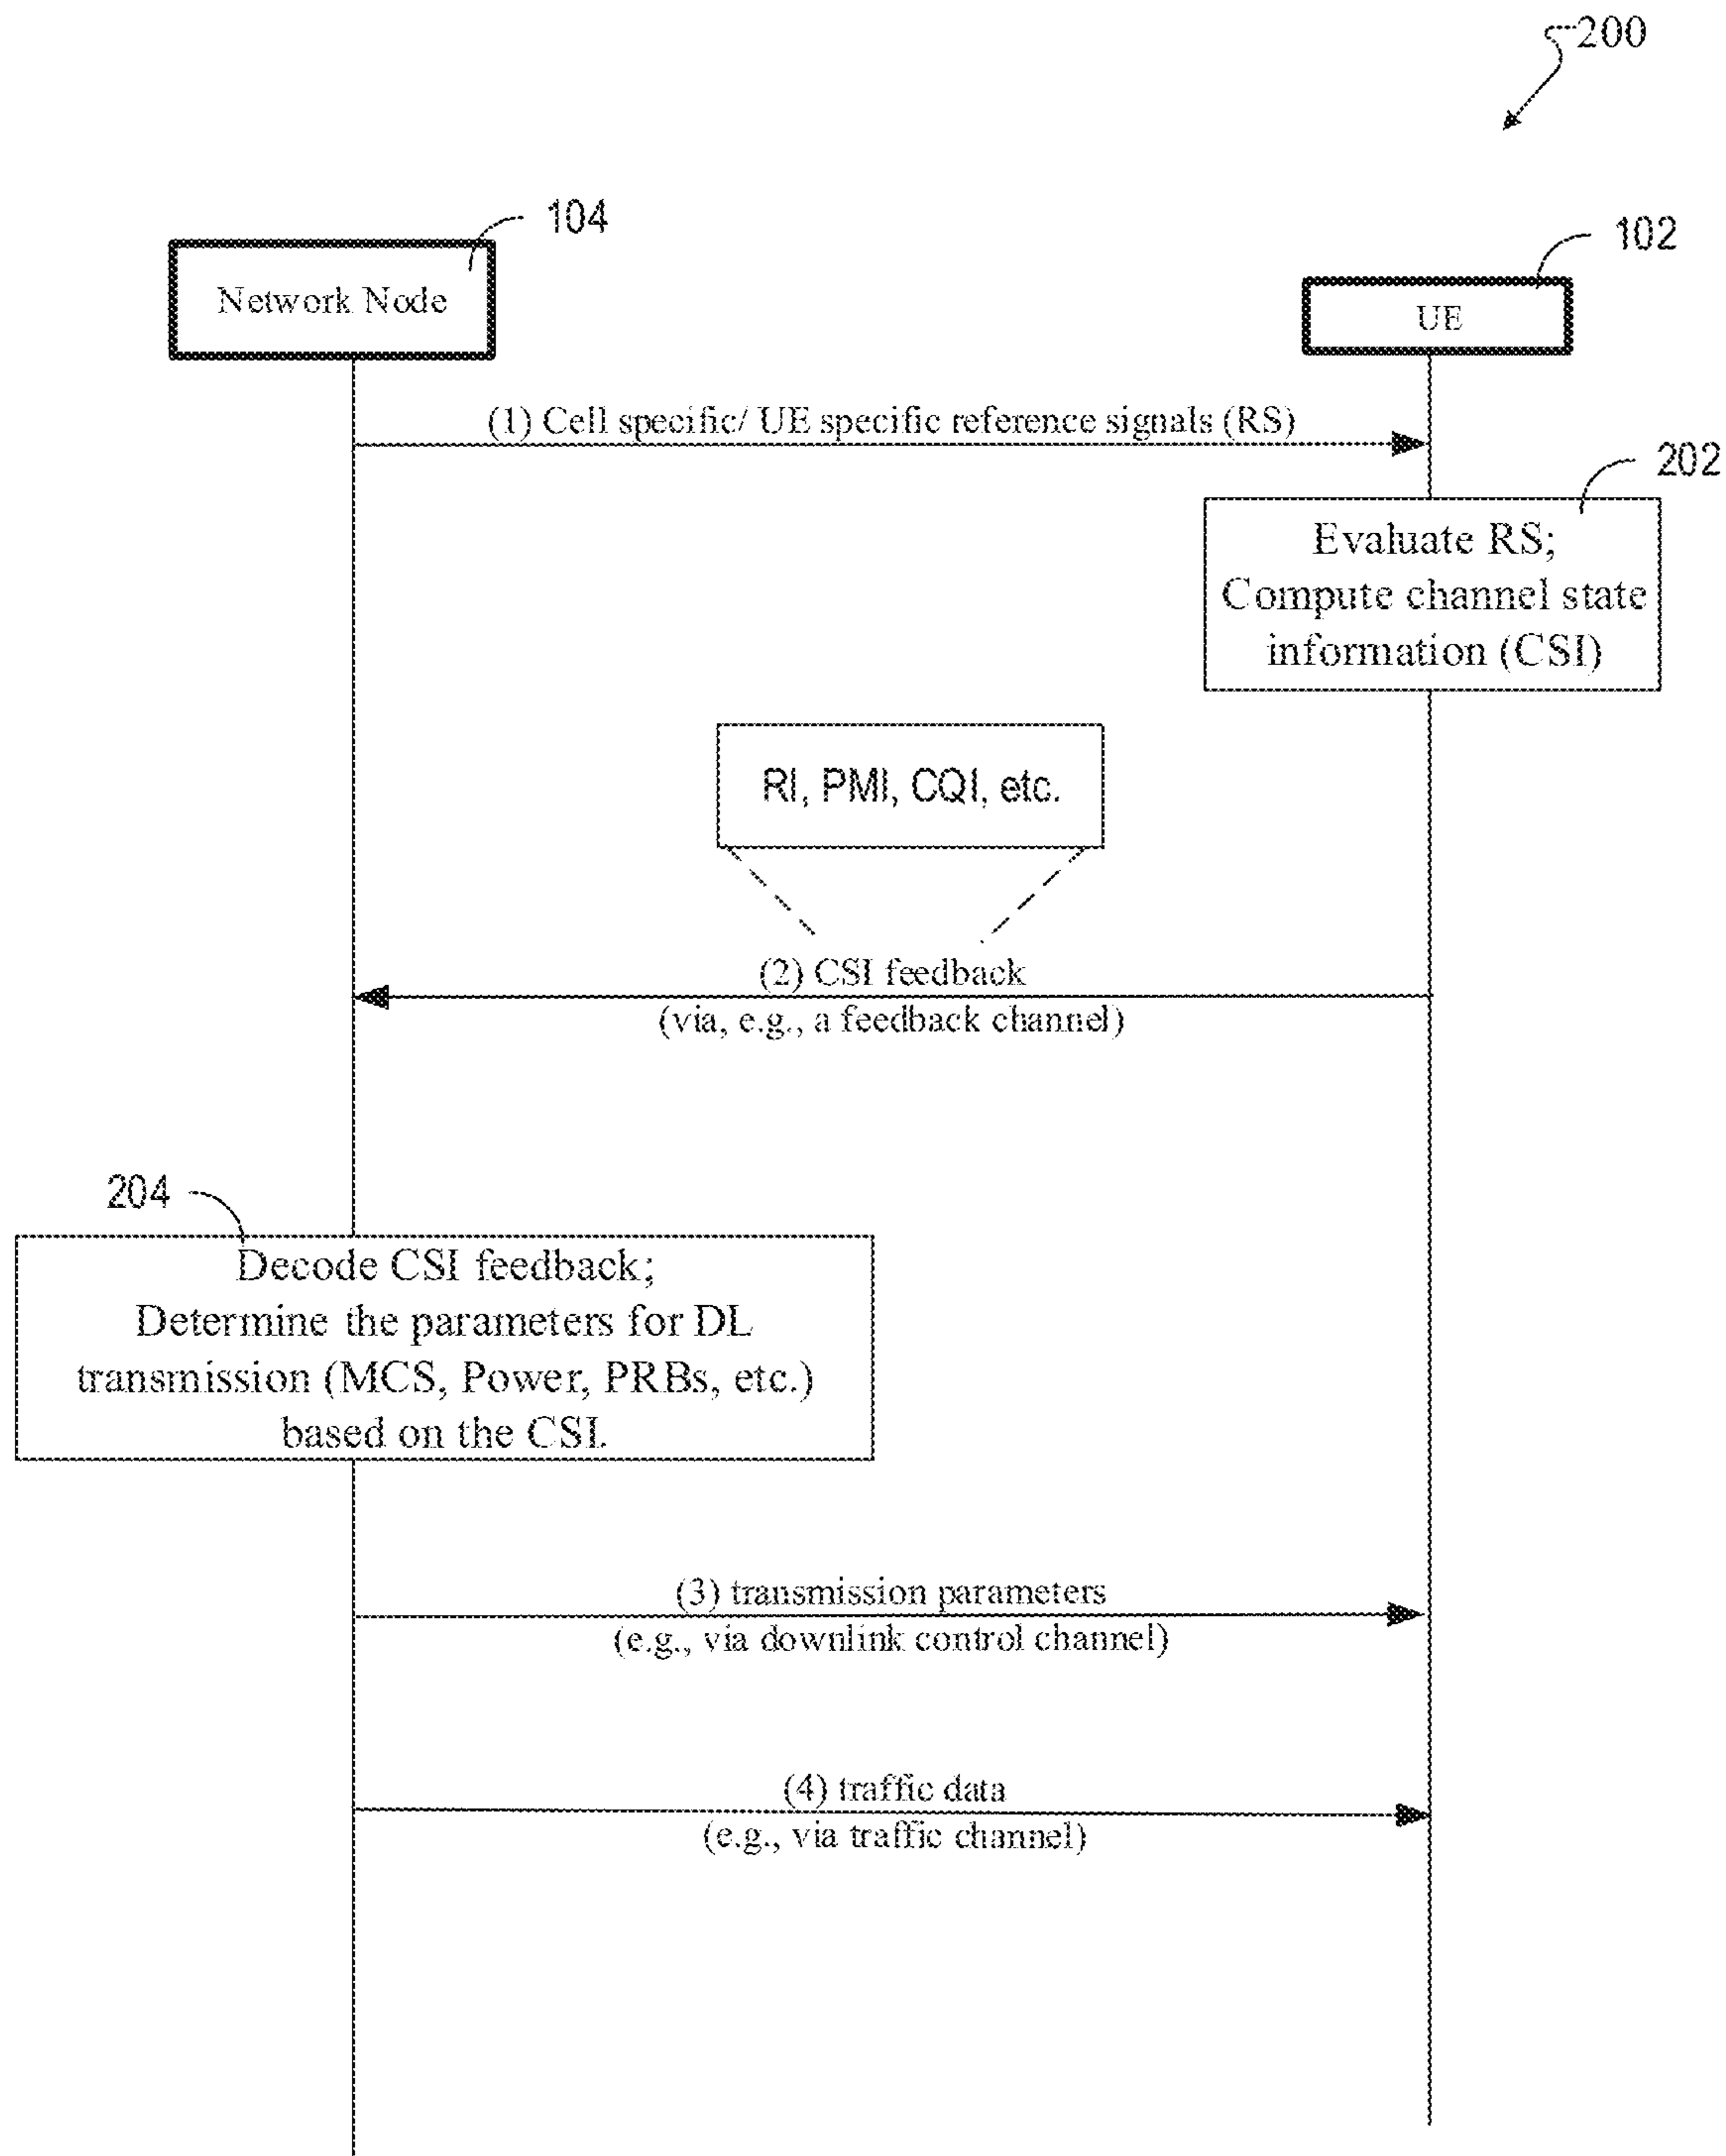 200
104
102
Network Node
UE
(1) Cell specific/ UE specific reference signals (RS)
202
Evaluate RS;
Compute channel state
information (CSI)
RI, PMI, CQI, etc.
(2) CSI feedback
(via, e.g., a feedback channel)
204
Decode CSI feedback;
Determine the parameters for DL
transmission (MCS, Power, PRBs, etc.)
based on the CSI.
(3) transmission parameters
(e.g., via downlink control channel)
(4) traffic data
(e.g., via traffic channel)